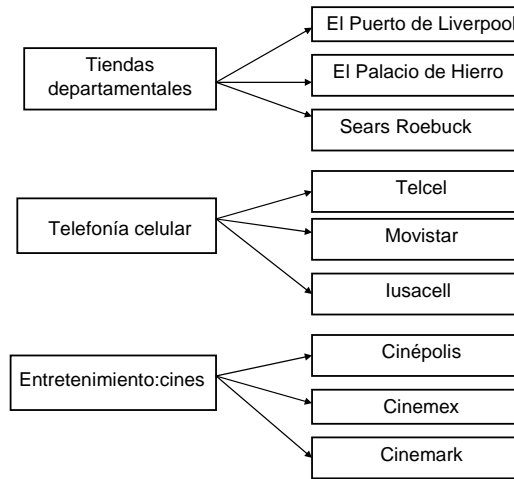 Tiendas
departamentales
El Puerto de Liverpool
El Palacio de Hierro
Sears Roebuck
Telefonía celular
Telcel
Movistar
Iusacell
Entretenimiento:cines
Cinépolis
Cinemex
Cinemark